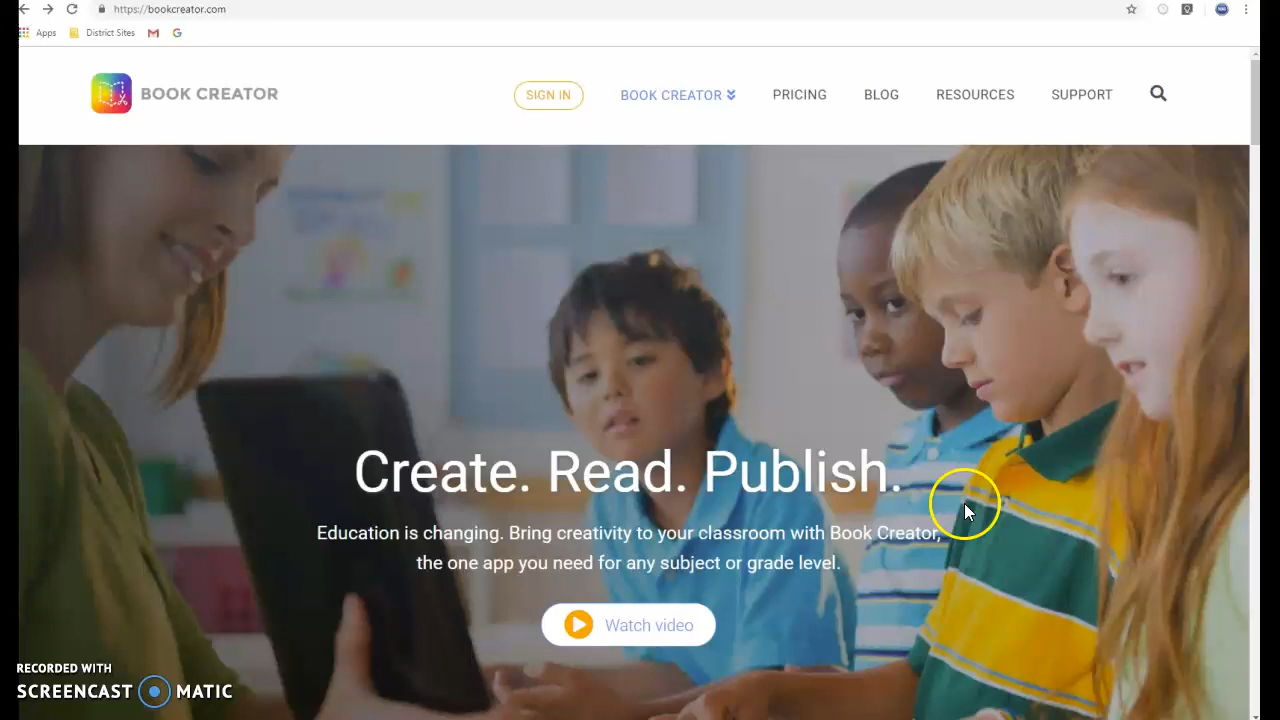 https://bookcreator.com
Apps
District Sites
BOOK CREATOR
SIGN IN
BOOK CREATOR
PRICING
BLOG
RESOURCES
SUPPORT
Create. Read. Publish.
Education is changing. Bring creativity to your classroom with Book Creator,
the one app you need for any subject or grade level.
Watch video
RECORDED WITH
SCREENCAST MATIC